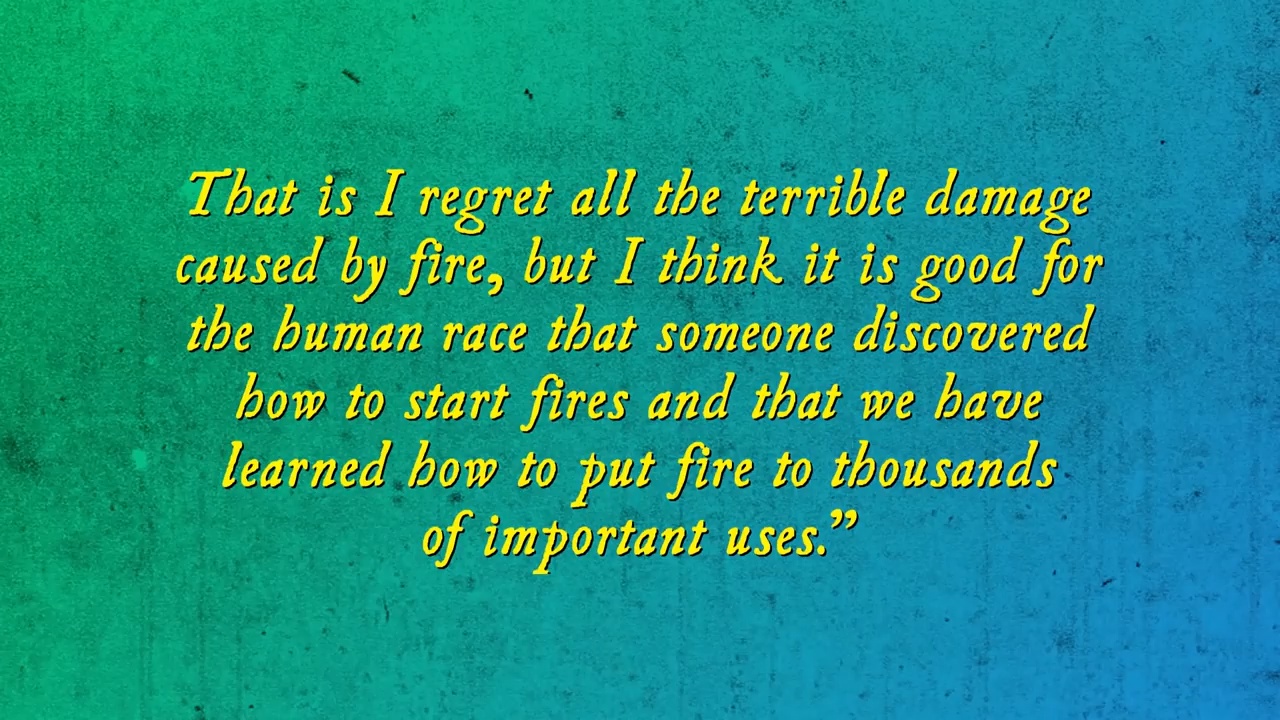 That is I regret all the terrible damage
caused by fire, but I think it is good for
the human race that someone discovered
how to start fires and that we have
learned how to put fire to thousands
of important uses.”